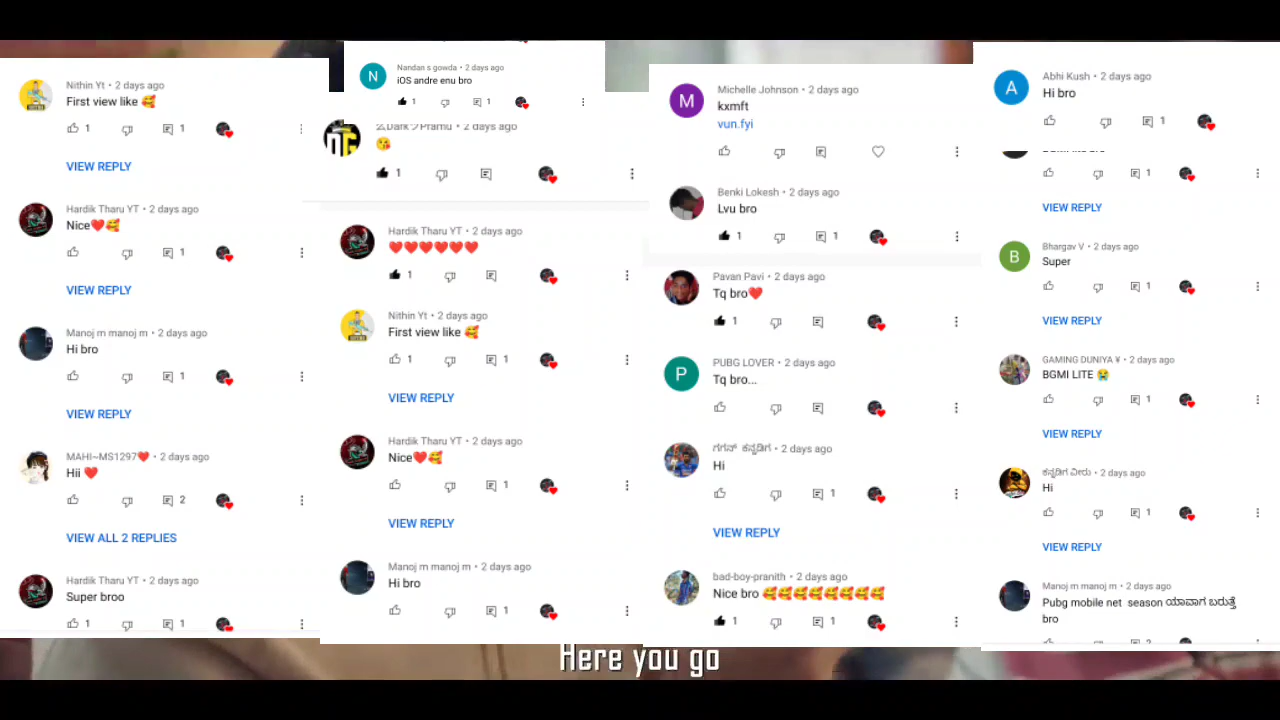 Nithin Yt • 2 days ago
First view like 🥰
1
1
VIEW REPLY
Hardik Tharu YT • 2 days ago
Nice❤️🥰
1
VIEW REPLY
Manoj m manoj m • 2 days ago
Hi bro
1
VIEW REPLY
MAHI~MS1297❤️ • 2 days ago
Hii ❤️
2
VIEW ALL 2 REPLIES
Hardik Tharu YT • 2 days ago
Super broo
1
1
N
Nandan s gowda • 2 days ago
iOS andre enu bro
1
1
Pramu • 2 days ago
😘
1
Hardik Tharu YT • 2 days ago
❤️❤️❤️❤️❤️❤️
1
Nithin Yt • 2 days ago
First view like 🥰
1
1
VIEW REPLY
Hardik Tharu YT • 2 days ago
Nice❤️🥰
1
VIEW REPLY
Manoj m manoj m • 2 days ago
Hi bro
1
M
Michelle Johnson • 2 days ago
kxmft
vun.fyi
Benki Lokesh • 2 days ago
Lvu bro
1
1
Pavan Pavi • 2 days ago
Tq bro❤️
1
P
PUBG LOVER • 2 days ago
Tq bro...
ಗಗನ್ ಕನ್ನಡಿಗ • 2 days ago
Hi
1
VIEW REPLY
bad-boy-pranith • 2 days ago
Nice bro 🥰🥰🥰🥰🥰🥰🥰🥰
1
1
A
Abhi Kush • 2 days ago
Hi bro
1
1
VIEW REPLY
B
Bhargav V • 2 days ago
Super
1
VIEW REPLY
GAMING DUNIYA ¥ • 2 days ago
BGMI LITE 😭
1
VIEW REPLY
ಕನ್ನಡಿಗ ವೀರು • 2 days ago
Hi
1
VIEW REPLY
Manoj m manoj m • 2 days ago
Pubg mobile net season ಯಾವಾಗ ಬರುತ್ತೆ
bro
2
Here you go